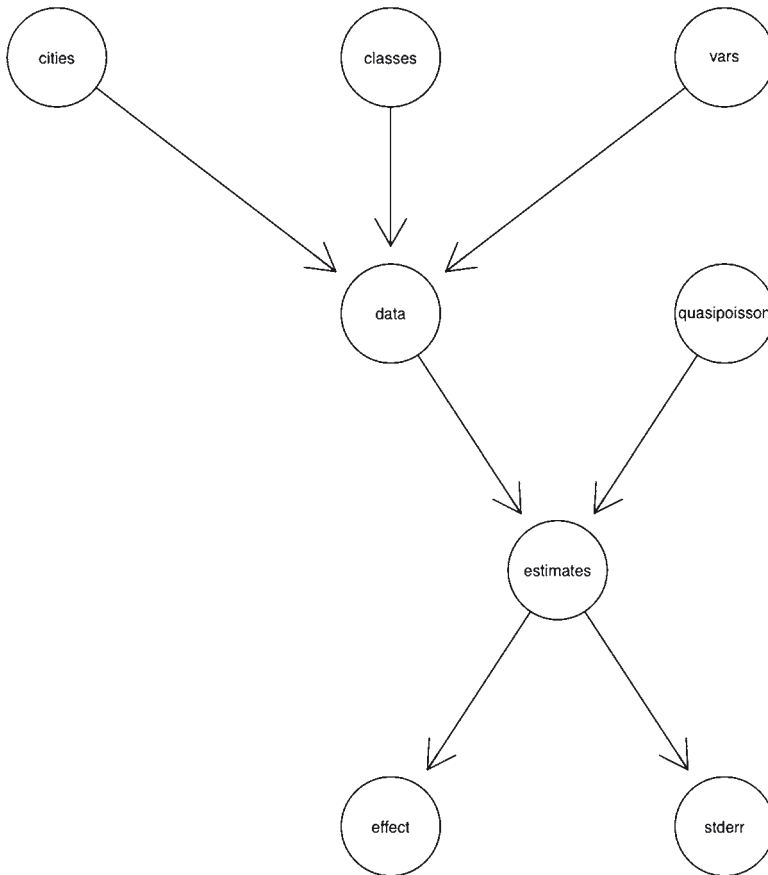 cities
classes
vars
data
quasipoisson
estimates
effect
stderr